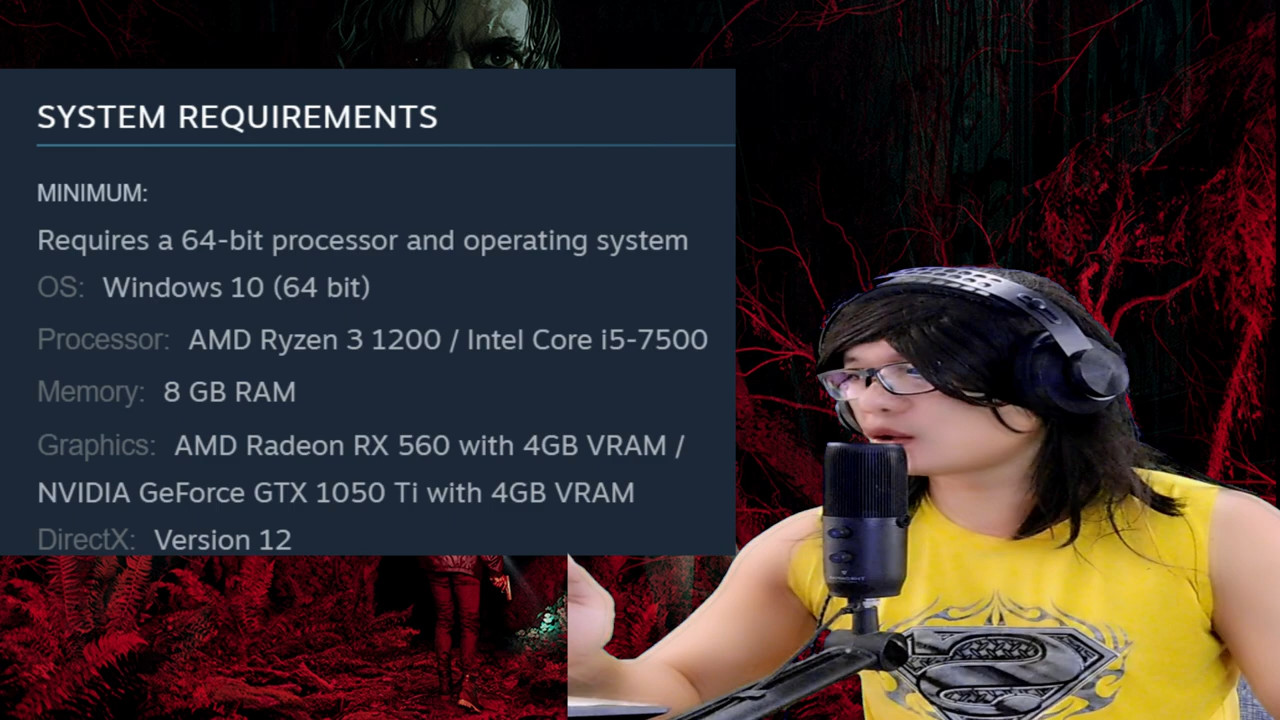 SYSTEM REQUIREMENTS
MINIMUM:
Requires a 64-bit processor and operating system
OS: Windows 10 (64 bit)
Processor: AMD Ryzen 3 1200 / Intel Core i5-7500
Memory: 8 GB RAM
Graphics: AMD Radeon RX 560 with 4GB VRAM /
NVIDIA GeForce GTX 1050 Ti with 4GB VRAM
DirectX: Version 12